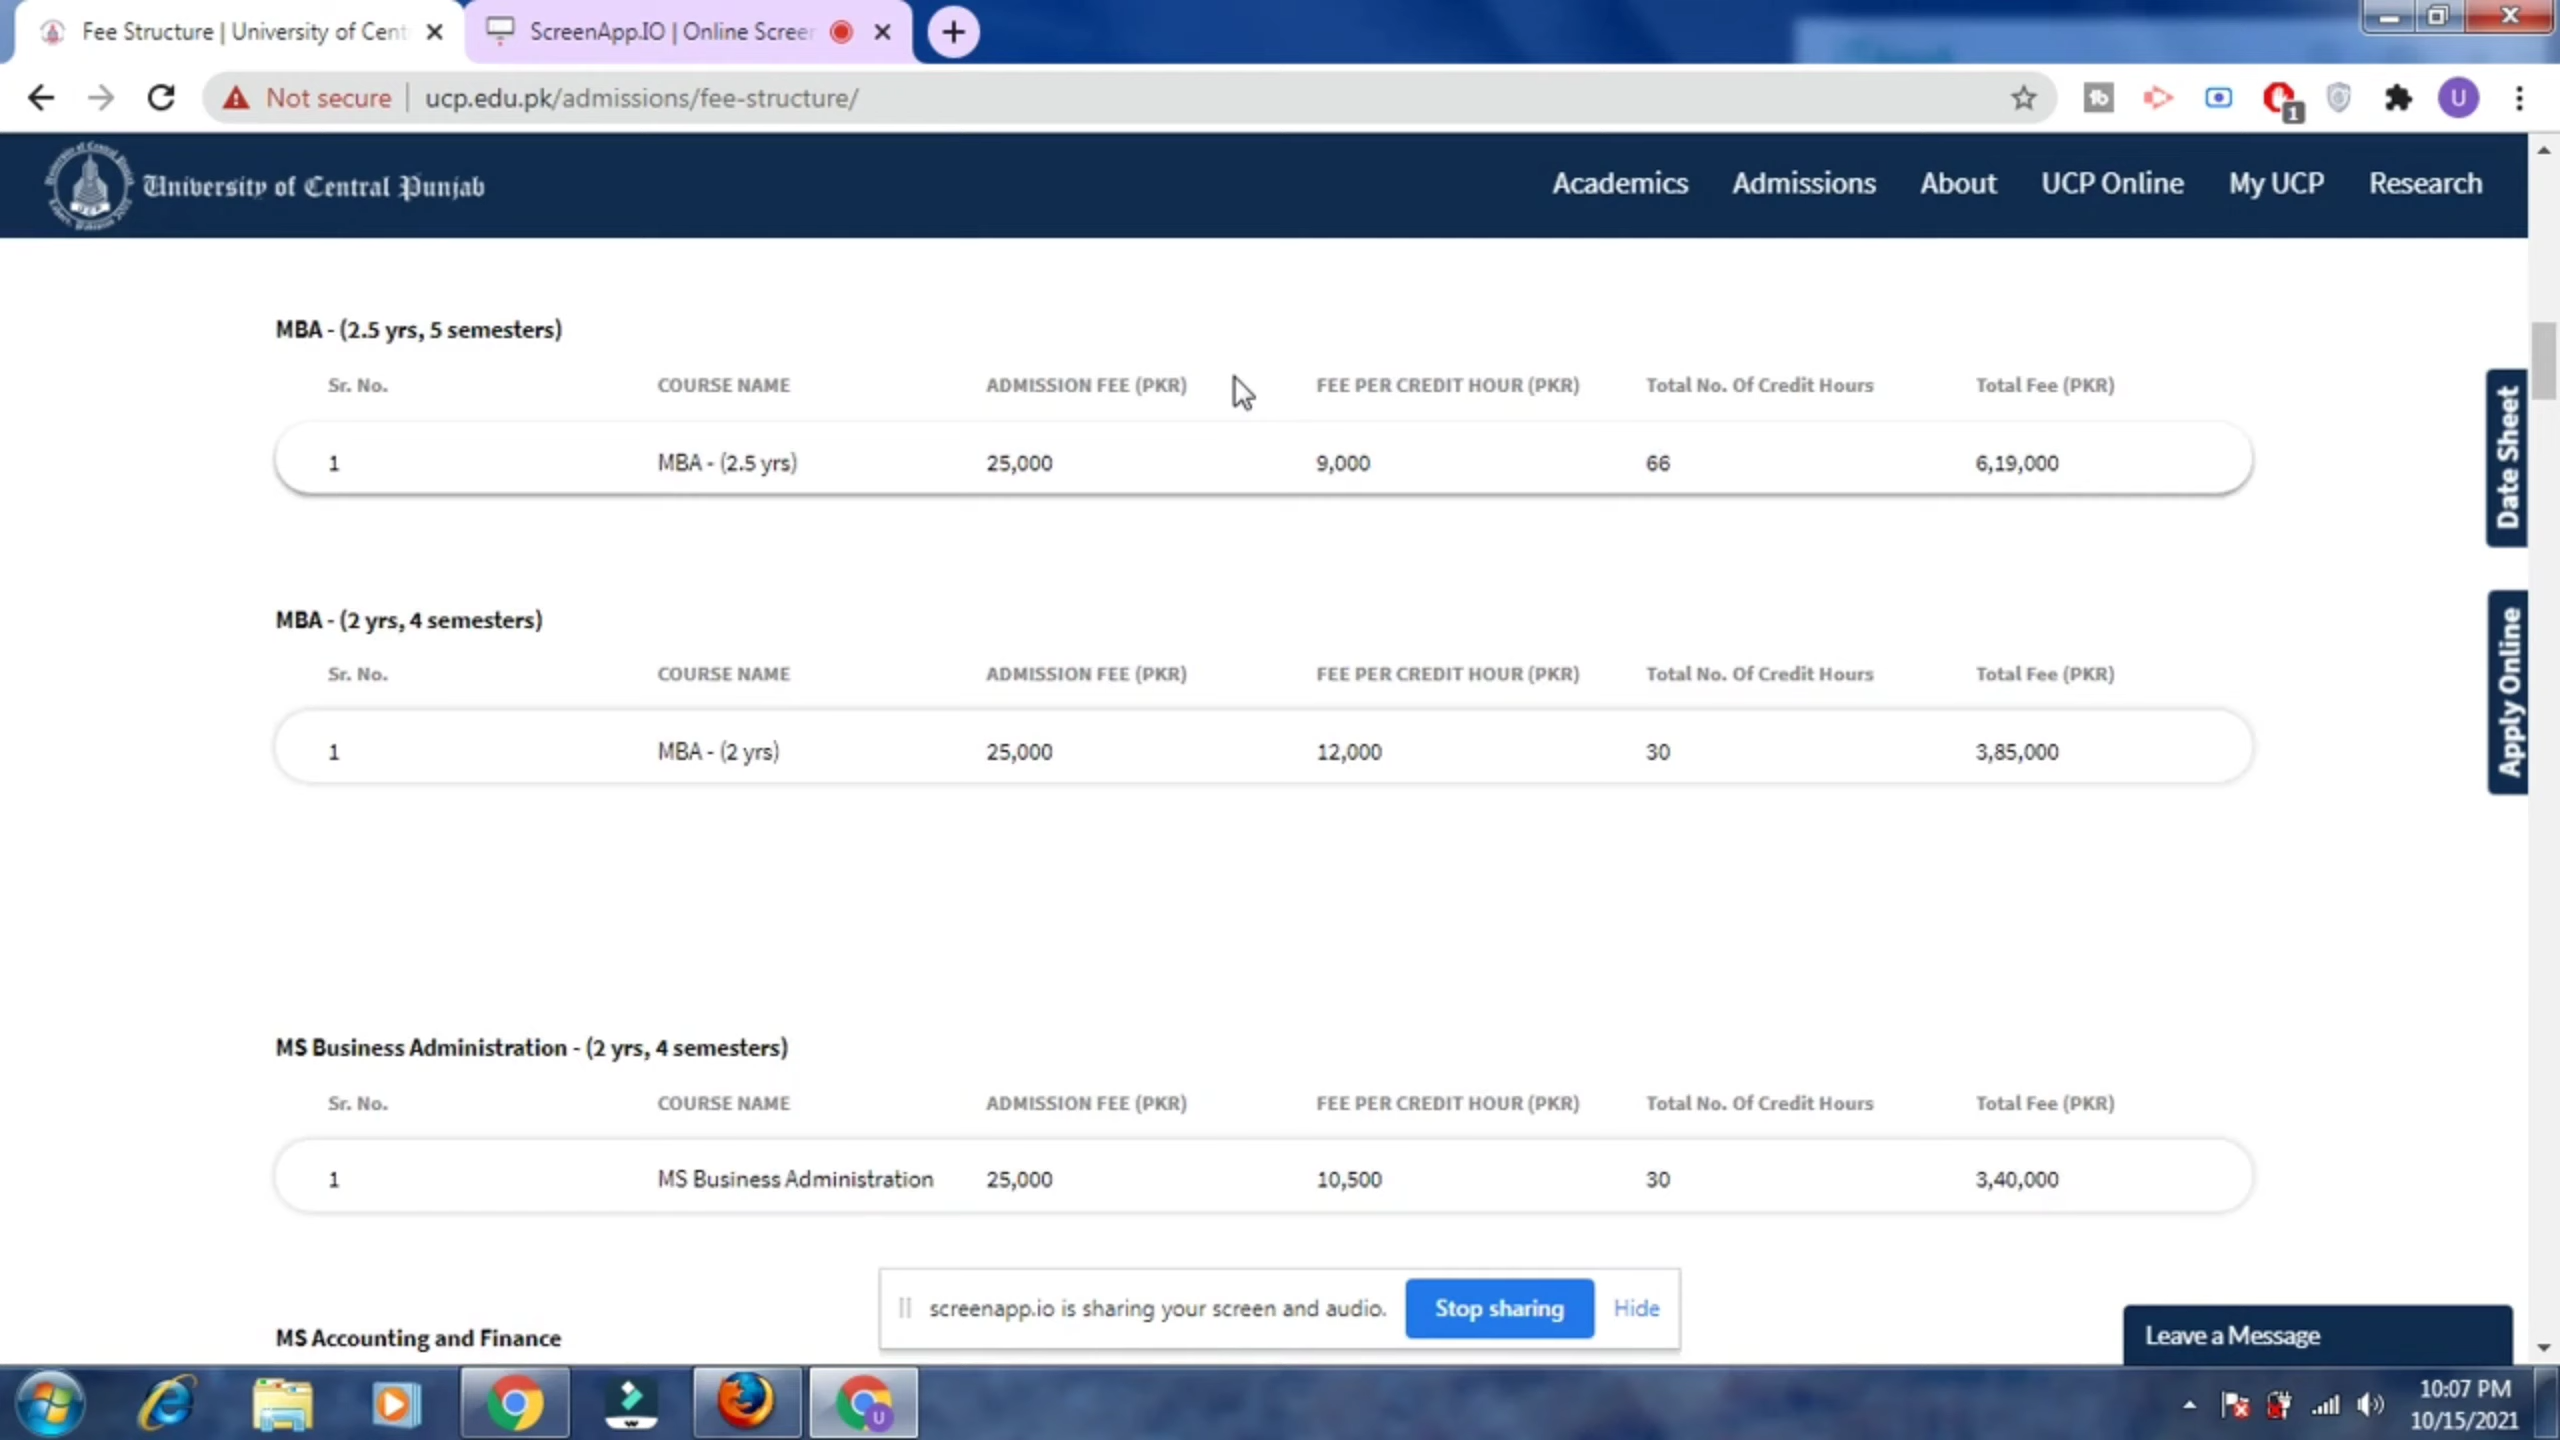 Fee Structure | University of Cent
ScreenApp.IO | Online Screen
Not secure
ucp.edu.pk/admissions/fee-structure/
1
U
University of Central Punjab
Academics
Admissions
About
UCP Online
My UCP
Research
MBA - (2.5 yrs, 5 semesters)
Sr. No. COURSE NAME ADMISSION FEE (PKR) FEE PER CREDIT HOUR (PKR) Total No. Of Credit Hours Total Fee (PKR)
1 MBA - (2.5 yrs) 25,000 9,000 66 6,19,000
Date Sheet
MBA - (2 yrs, 4 semesters)
Sr. No. COURSE NAME ADMISSION FEE (PKR) FEE PER CREDIT HOUR (PKR) Total No. Of Credit Hours Total Fee (PKR)
1 MBA - (2 yrs) 25,000 12,000 30 3,85,000
Apply Online
MS Business Administration - (2 yrs, 4 semesters)
Sr. No. COURSE NAME ADMISSION FEE (PKR) FEE PER CREDIT HOUR (PKR) Total No. Of Credit Hours Total Fee (PKR)
1 MS Business Administration 25,000 10,500 30 3,40,000
MS Accounting and Finance
screenapp.io is sharing your screen and audio.
Stop sharing
Hide
Leave a Message
U
10:07 PM
10/15/2021